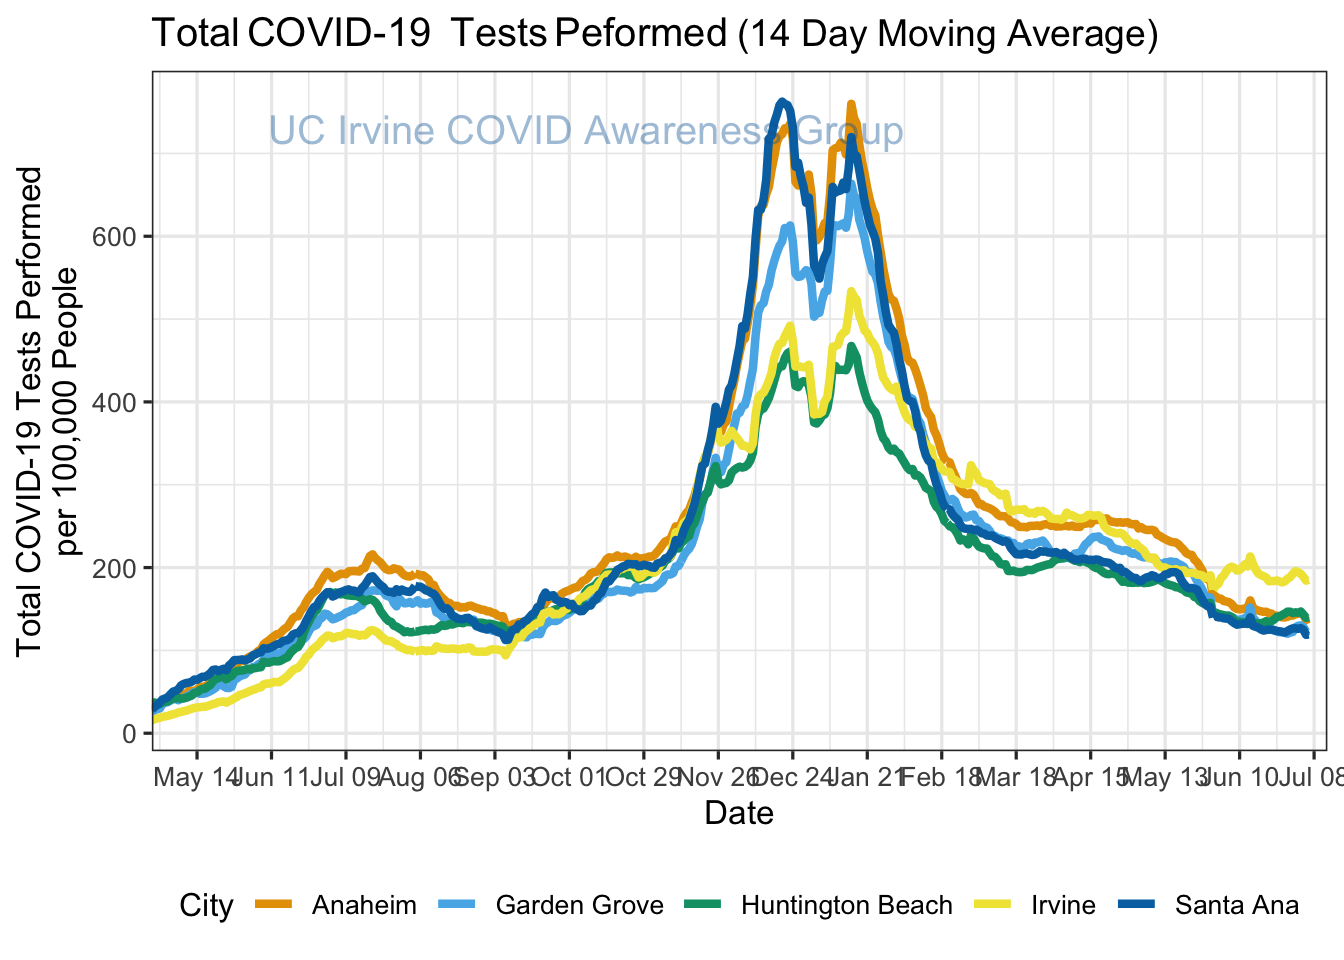 Total COVID-19 Tests Peformed (14 Day Moving Average)
UC Irvine COVID Awareness Group
Total COVID-19 Tests Performed
per 100,000 People
600
400
200
0
May 14 Jun 11 Jul 09 Aug 06 Sep 03 Oct 01 Oct 29 Nov 26 Dec 24 Jan 21 Feb 18 Mar 18 Apr 15 May 13 Jun 10 Jul 08
Date
City Anaheim Garden Grove Huntington Beach Irvine Santa Ana